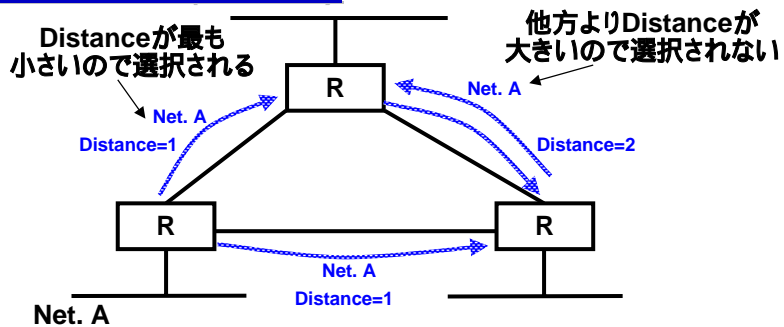 Distanceが最も
小さいので選択される
他方よりDistanceが
大きいので選択されない
R
Net. A
Net. A
Distance=1
Distance=2
R
R
Net. A
Distance=1
Net. A